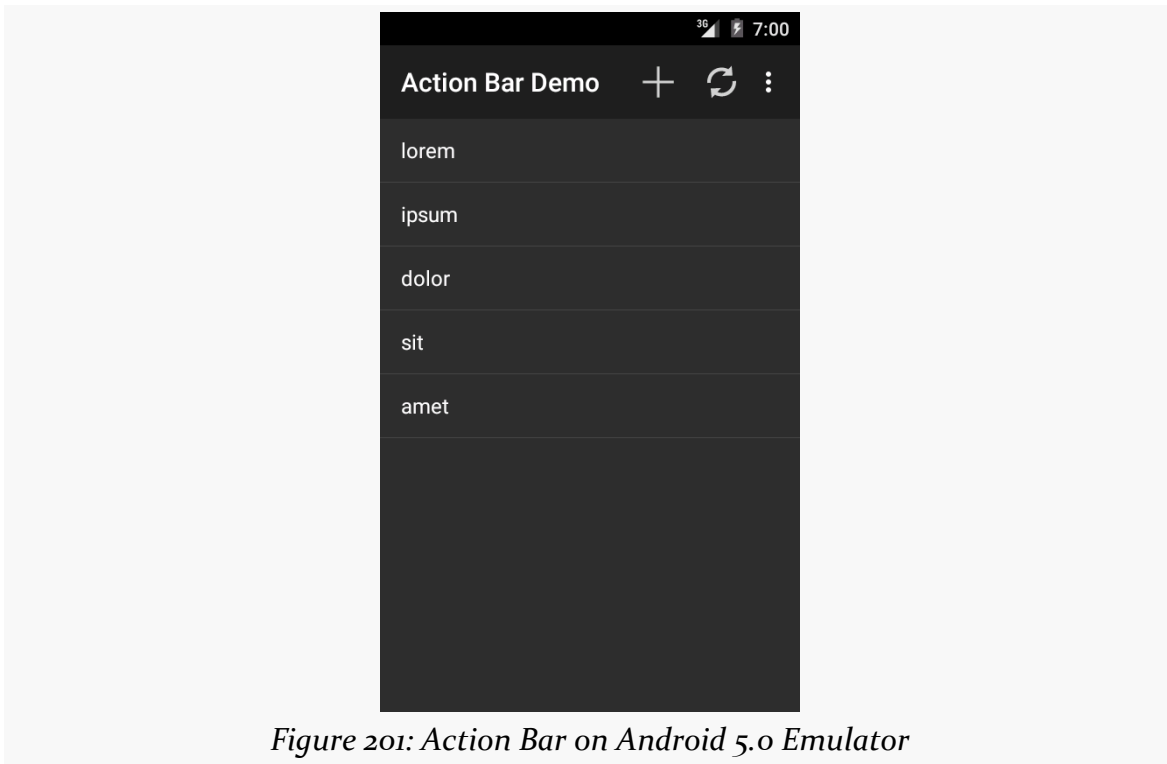 3G 7:00
Action Bar Demo
lorem
ipsum
dolor
sit
amet
Figure 201: Action Bar on Android 5.0 Emulator